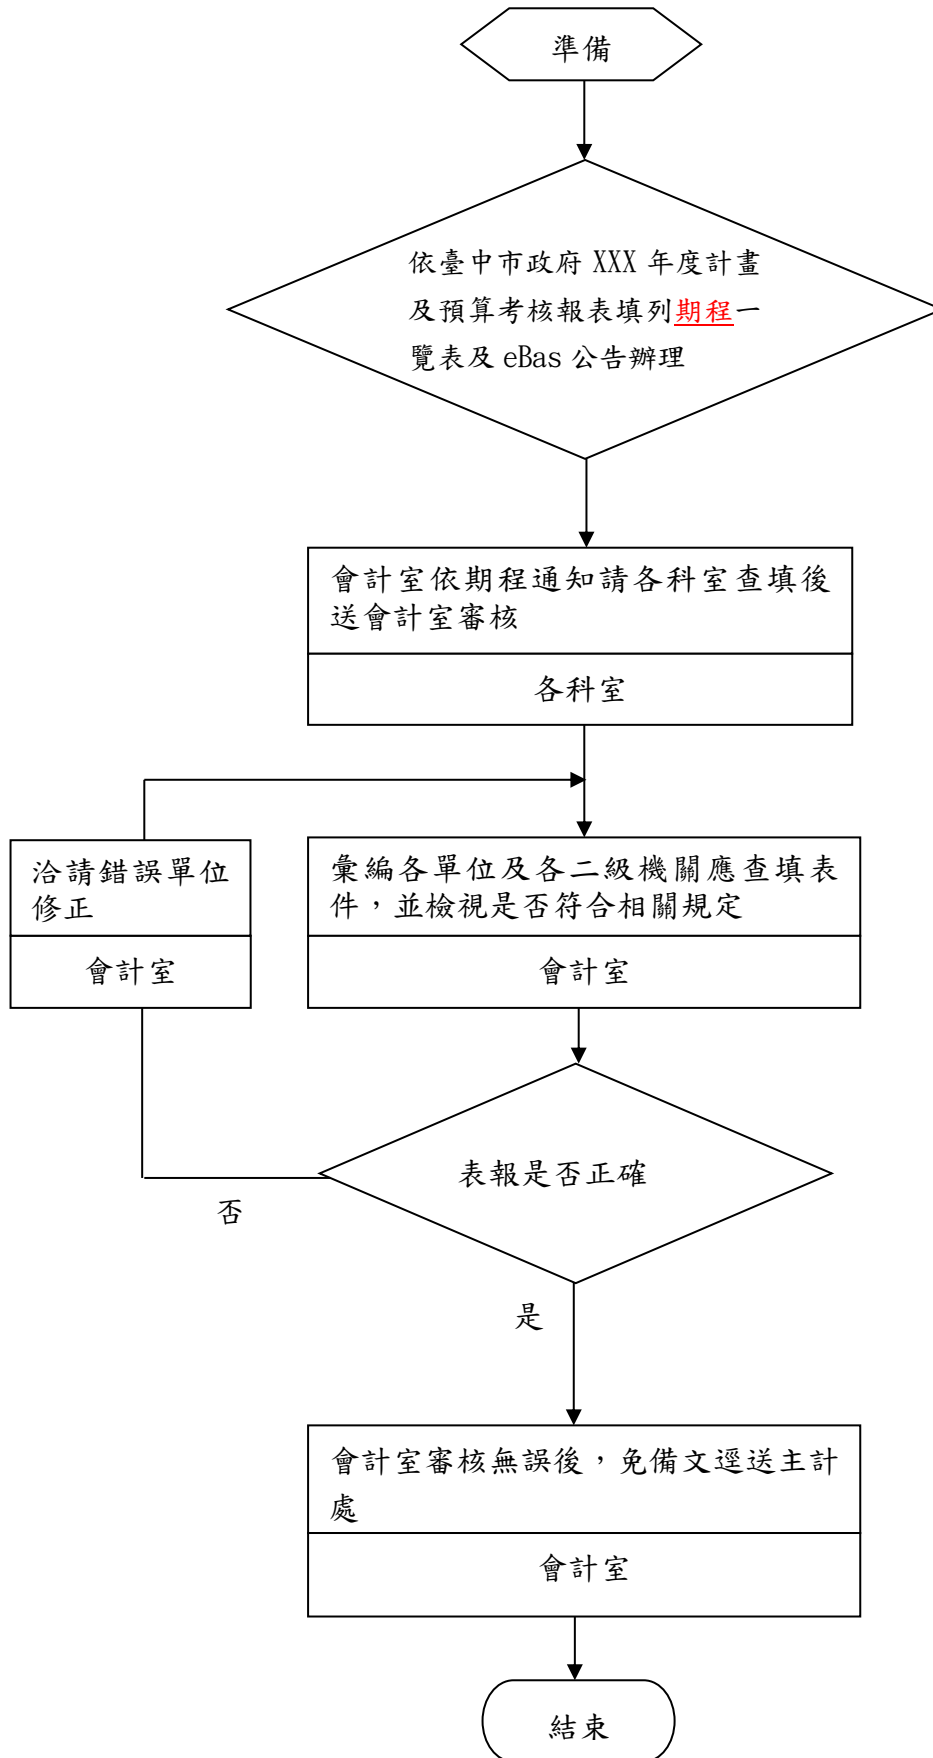 準備
依臺中市政府 XXX 年度計畫
及預算考核報表填列期程一
覽表及 eBas 公告辦理
會計室依期程通知請各科室查填後
送會計室審核
各科室
洽請錯誤單位
修正
會計室
彙編各單位及各二級機關應查填表
件，並檢視是否符合相關規定
會計室
表報是否正確
否
是
會計室審核無誤後，免備文逕送主計
處
會計室
結束